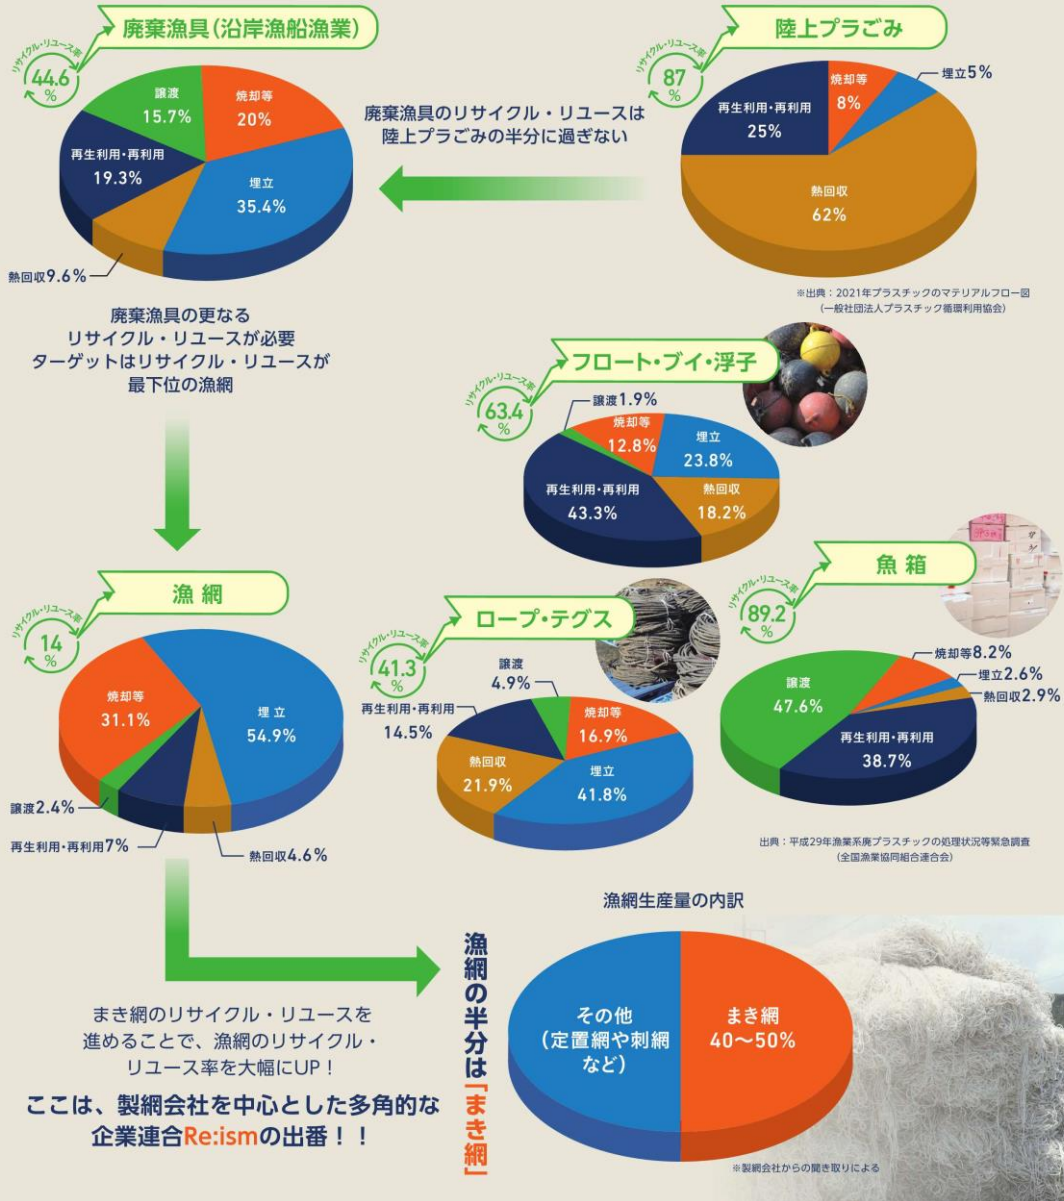 廃棄漁具(沿岸漁船漁業)
リサイクル・リユース率
44.6
%
譲渡
15.7%
焼却等
20%
再生利用・再利用
19.3%
埋立
35.4%
熱回収9.6%
廃棄漁具のリサイクル・リユースは
陸上プラごみの半分に過ぎない
陸上プラごみ
リサイクル・リユース率
87
%
埋立5%
焼却等
8%
再生利用・再利用
25%
熱回収
62%
※出典:2021年プラスチックのマテリアルフロー図
(一般社団法人プラスチック循環利用協会)
廃棄漁具の更なる
リサイクル・リユースが必要
ターゲットはリサイクル・リユースが
最下位の漁網
フロート・ブイ・浮子
リサイクル・リユース率
63.4
%
譲渡1.9%
焼却等
12.8%
埋立
23.8%
再生利用・再利用
43.3%
熱回収
18.2%
漁網
リサイクル・リユース率
14
%
焼却等
31.1%
埋立
54.9%
譲渡2.4%
再生利用・再利用7%
熱回収4.6%
ロープ・テグス
リサイクル・リユース率
41.3
%
譲渡
4.9%
再生利用・再利用
14.5%
焼却等
16.9%
熱回収
21.9%
埋立
41.8%
魚箱
リサイクル・リユース率
89.2
%
焼却等8.2%
埋立2.6%
熱回収2.9%
譲渡
47.6%
再生利用・再利用
38.7%
出典:平成29年漁業系廃プラスチックの処理状況等緊急調査
(全国漁業協同組合連合会)
まき網のリサイクル・リユースを
進めることで、漁網のリサイクル・
リユース率を大幅にUP!
ここは、製網会社を中心とした多角的な
企業連合Re:ismの出番!!
漁網の半分は「まき網」
漁網生産量の内訳
その他
(定置網や刺網
など)
まき網
40〜50%
※製網会社からの聞き取りによる